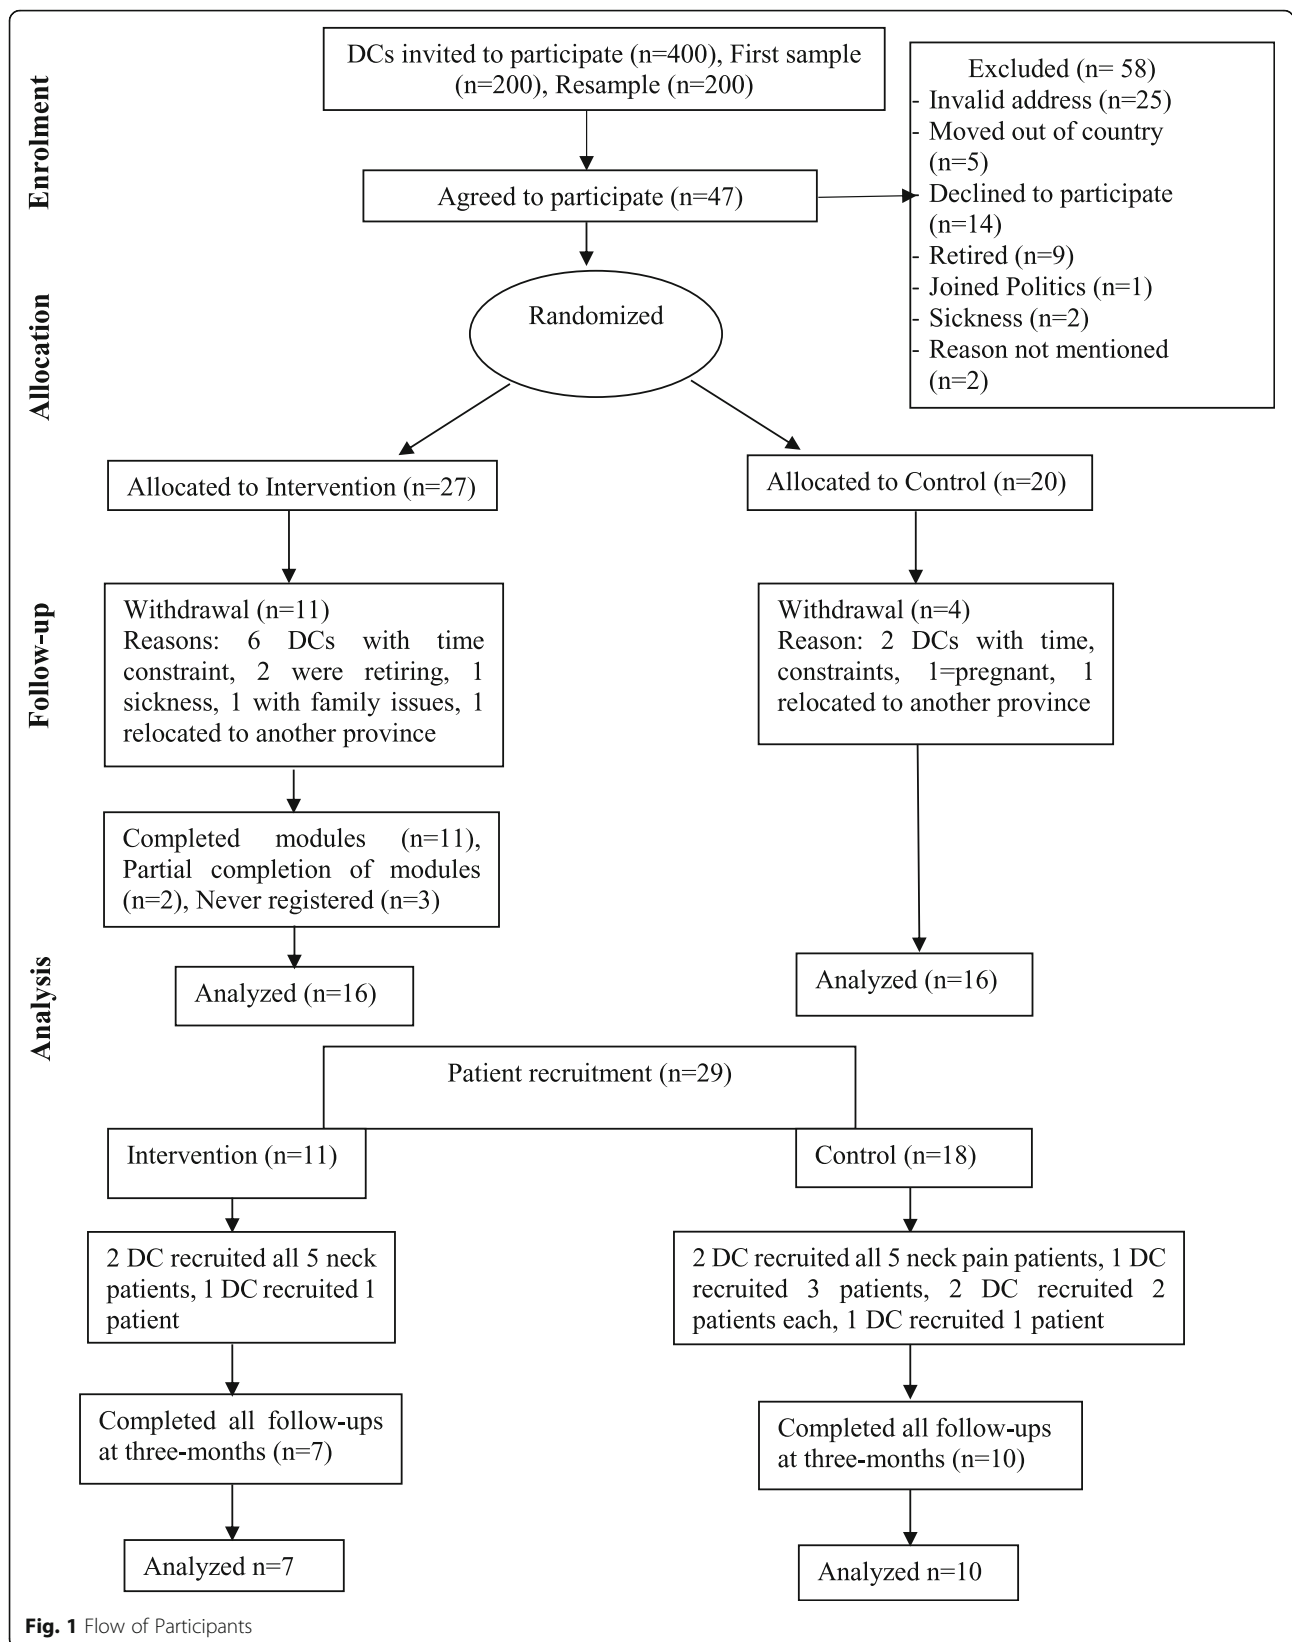 DCs invited to participate (n=400), First sample
(n=200), Resample (n=200)
Excluded (n= 58)
- Invalid address (n=25)
- Moved out of country
(n=5)
- Declined to participate
(n=14)
- Retired (n=9)
- Joined Politics (n=1)
- Sickness (n=2)
- Reason not mentioned
(n=2)
Enrolment
Agreed to participate (n=47)
Allocation
Randomized
Allocated to Intervention (n=27)
Allocated to Control (n=20)
Follow-up
Withdrawal (n=11)
Reasons: 6 DCs with time
constraint, 2 were retiring, 1
sickness, 1 with family issues, 1
relocated to another province
Withdrawal (n=4)
Reason: 2 DCs with time,
constraints, 1=pregnant, 1
relocated to another province
Completed modules (n=11),
Partial completion of modules
(n=2), Never registered (n=3)
Analysis
Analyzed (n=16)
Analyzed (n=16)
Patient recruitment (n=29)
Intervention (n=11)
Control (n=18)
2 DC recruited all 5 neck
patients, 1 DC recruited 1
patient
2 DC recruited all 5 neck pain patients, 1 DC
recruited 3 patients, 2 DC recruited 2
patients each, 1 DC recruited 1 patient
Completed all follow-ups
at three-months (n=7)
Completed all follow-ups
at three-months (n=10)
Analyzed n=7
Analyzed n=10
Fig. 1 Flow of Participants